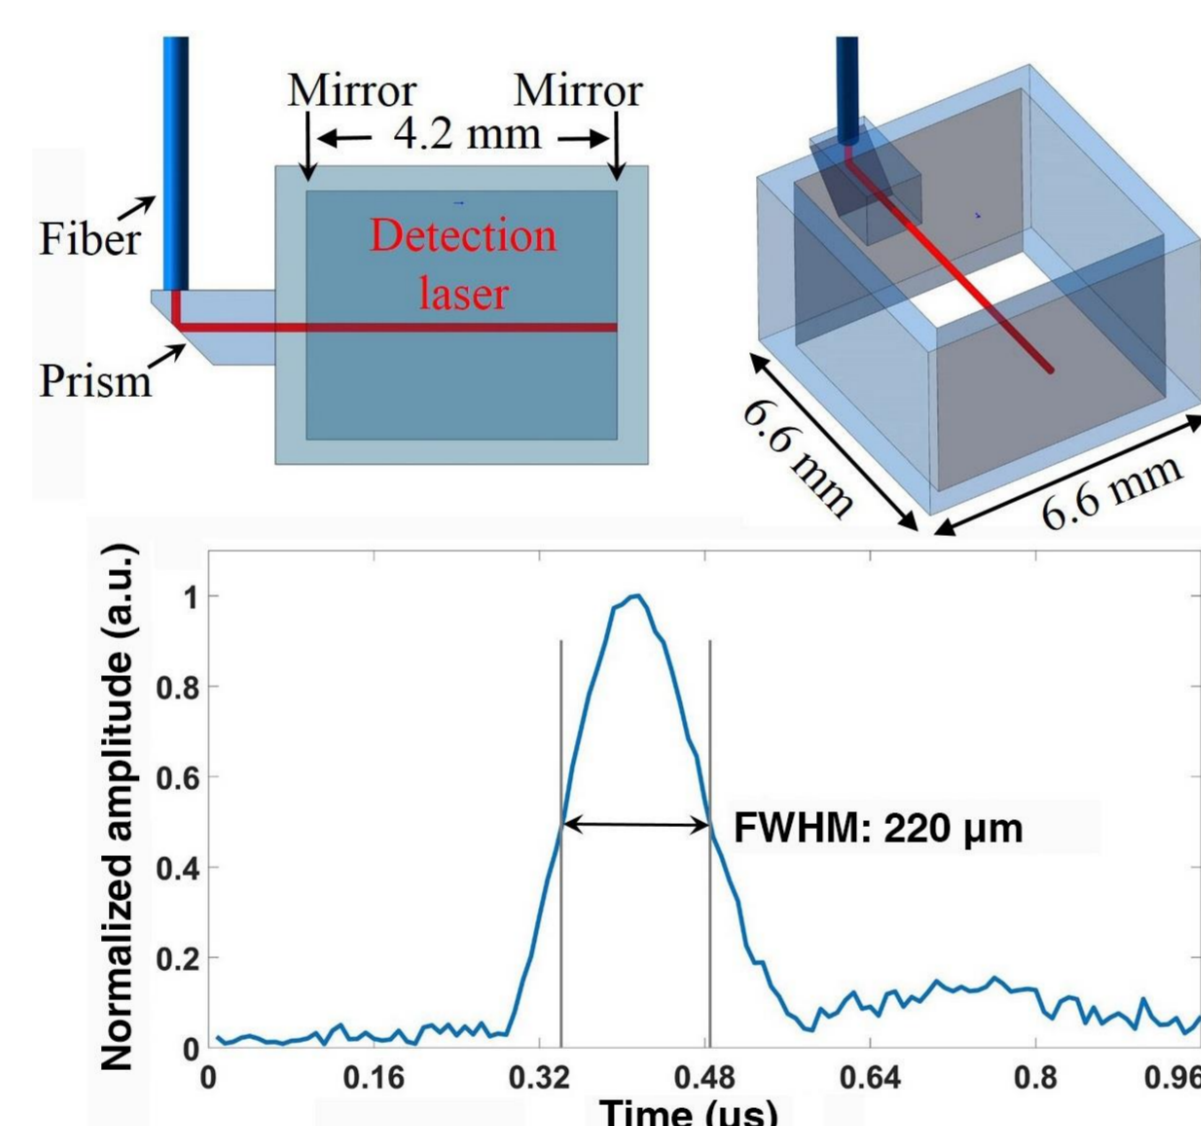 Mirror
Mirror
4.2 mm
Fiber
Detection
laser
Prism
6.6 mm
6.6 mm
Normalized amplitude (a.u.)
1
0.8
0.6
0.4
0.2
0
FWHM: 220 μm
0
0.16
0.32
0.48
0.64
0.8
0.96
Time (μs)